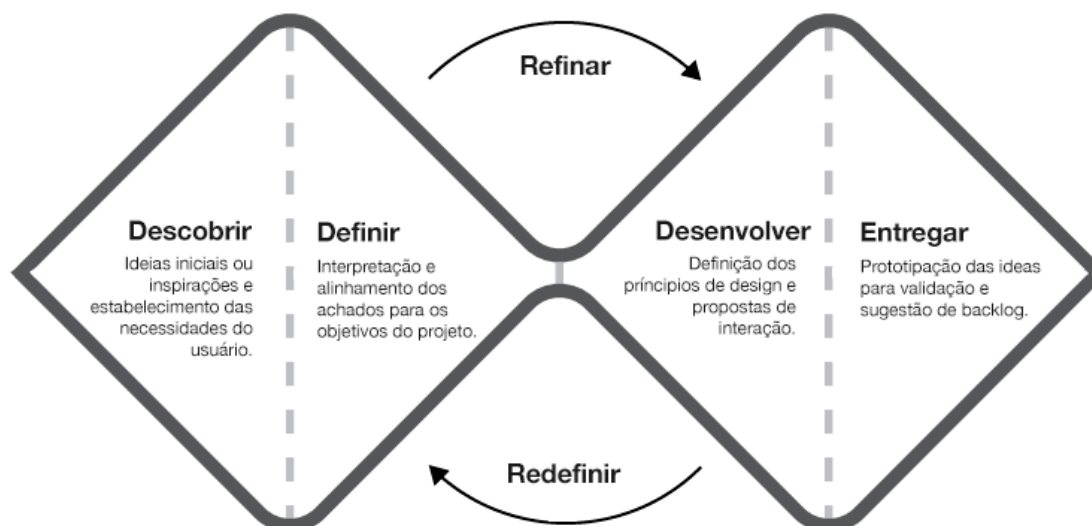 Refinar
Descobrir
Ideias iniciais ou
inspirações e
estabelecimento das
necessidades do
usuário.
Definir
Interpretação e
alinhamento dos
achados para os
objetivos do projeto.
Desenvolver
Definição dos
príncipios de design e
propostas de
interação.
Entregar
Prototipação das ideias
para validação e
sugestão de backlog.
Redefinir